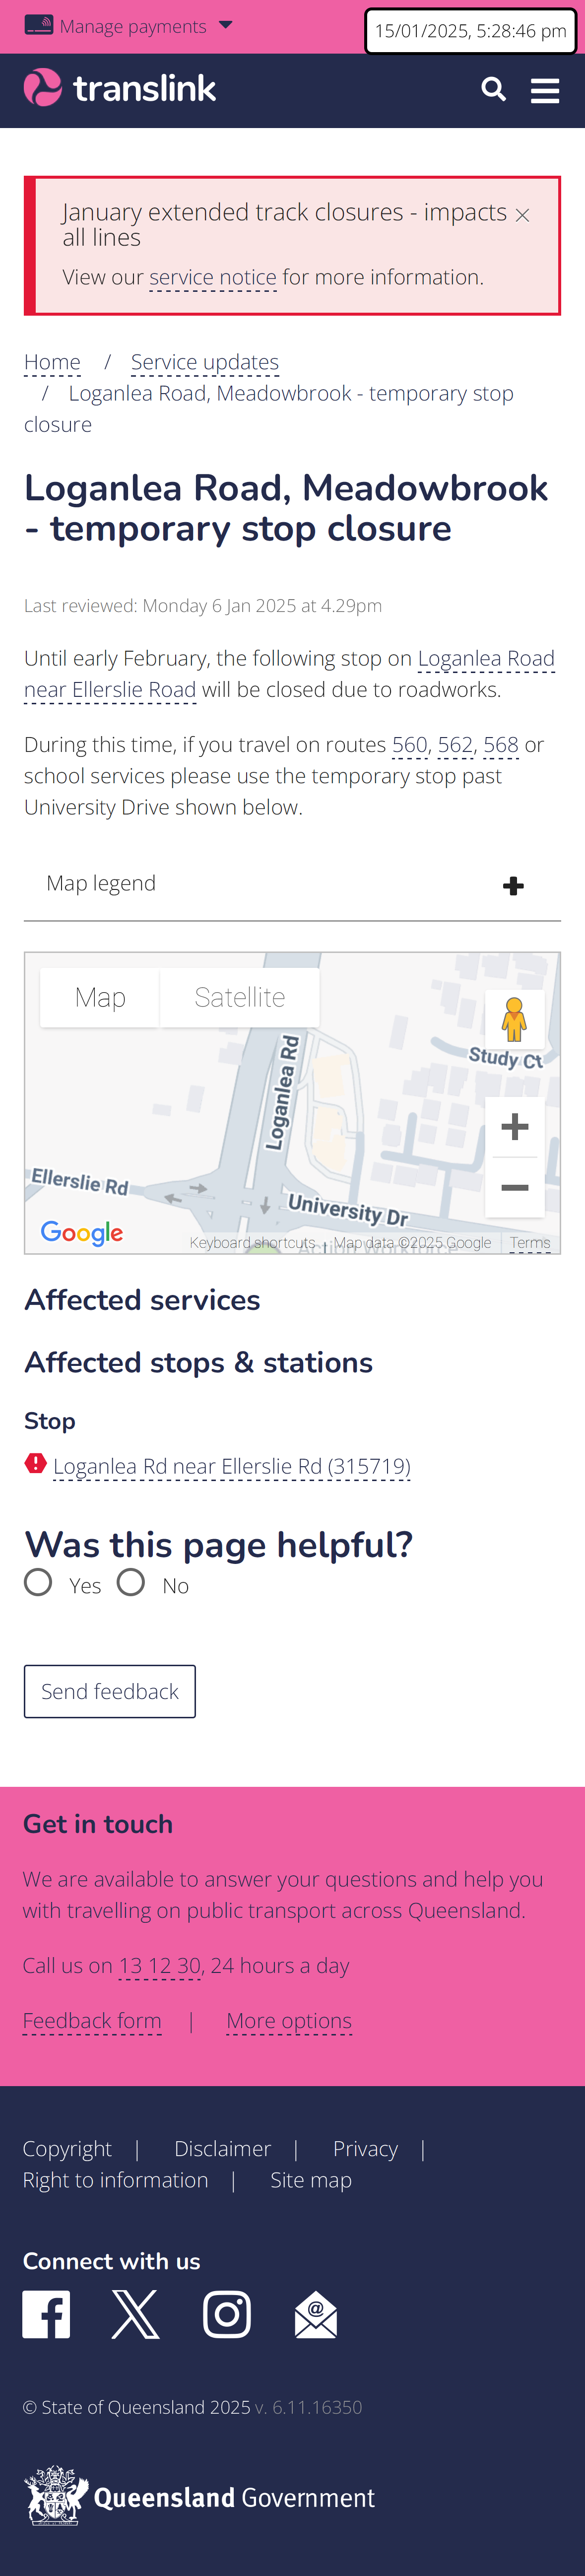 Manage payments
15/01/2025, 5:28:46 pm
translink
January extended track closures - impacts
all lines
View our service notice for more information.
Home / Service updates
/ Loganlea Road, Meadowbrook - temporary stop
closure
Loganlea Road, Meadowbrook
- temporary stop closure
Last reviewed: Monday 6 Jan 2025 at 4.29pm
Until early February, the following stop on Loganlea Road
near Ellerslie Road will be closed due to roadworks.
During this time, if you travel on routes 560, 562, 568 or
school services please use the temporary stop past
University Drive shown below.
Map legend
Map
Satellite
Study Ct
Loganlea Rd
Ellerslie Rd
University Dr
Google
Keyboard shortcuts
Map data ©2025 Google
Terms
Affected services
Affected stops & stations
Stop
Loganlea Rd near Ellerslie Rd (315719)
Was this page helpful?
Yes No
Send feedback
Get in touch
We are available to answer your questions and help you
with travelling on public transport across Queensland.
Call us on 13 12 30, 24 hours a day
Feedback form | More options
Copyright | Disclaimer | Privacy |
Right to information | Site map
Connect with us
© State of Queensland 2025 v. 6.11.16350
Queensland Government